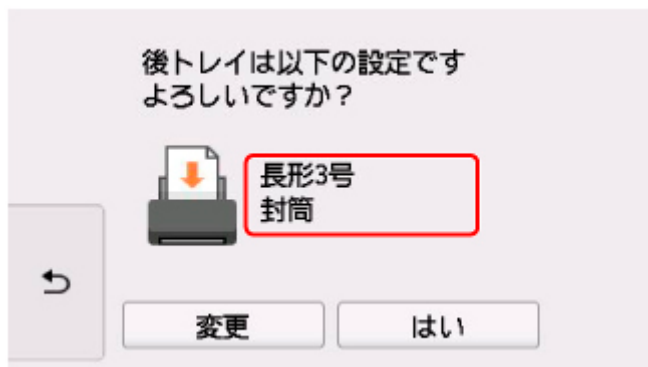 後トレイは以下の設定です
よろしいですか？
長形3号
封筒
変更
はい